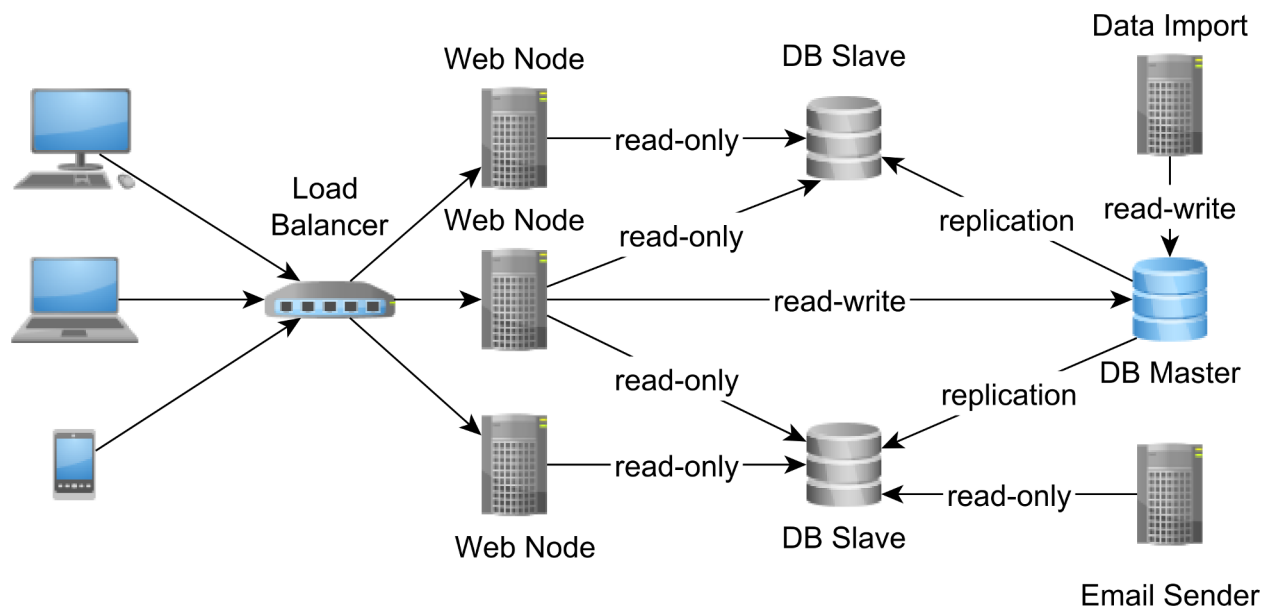 Data Import
Web Node
DB Slave
read-only
Load
Balancer
Web Node
read-only
replication
read-write
read-write
read-only
DB Master
replication
read-only
read-only
Web Node
DB Slave
Email Sender